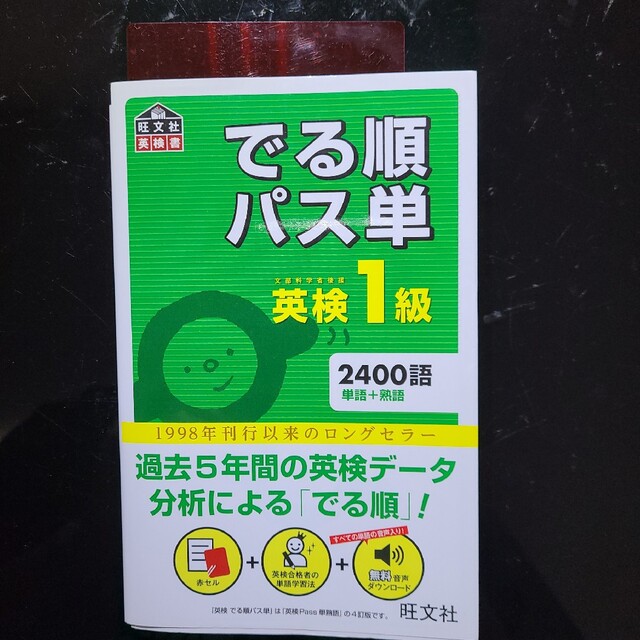 旺文社
英検書
でる順
パス単
文部科学省後援
英検1級
2400語
単語+熟語
1998年刊行以来のロングセラー
過去5年間の英検データ
分析による「でる順」!
すべての単語の音声入り!
赤セル
+
英検合格者の
単語学習法
+
無料音声
ダウンロード
「英検 でる順パス単」は「英検Pass単熟語」の4訂版です。
旺文社